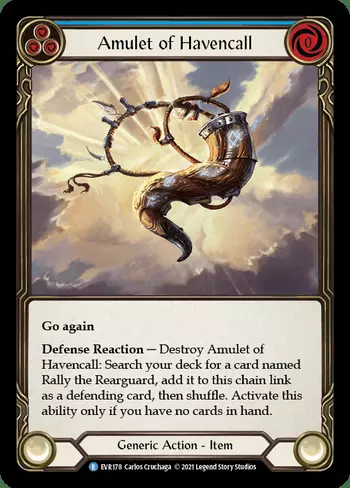 Amulet of Havencall
0
Go again
Defense Reaction — Destroy Amulet of
Havencall: Search your deck for a card named
Rally the Rearguard, add it to this chain link
as a defending card, then shuffle. Activate this
ability only if you have no cards in hand.
Generic Action - Item
R EVR178 Carlos Cruchaga © 2021 Legend Story Studios